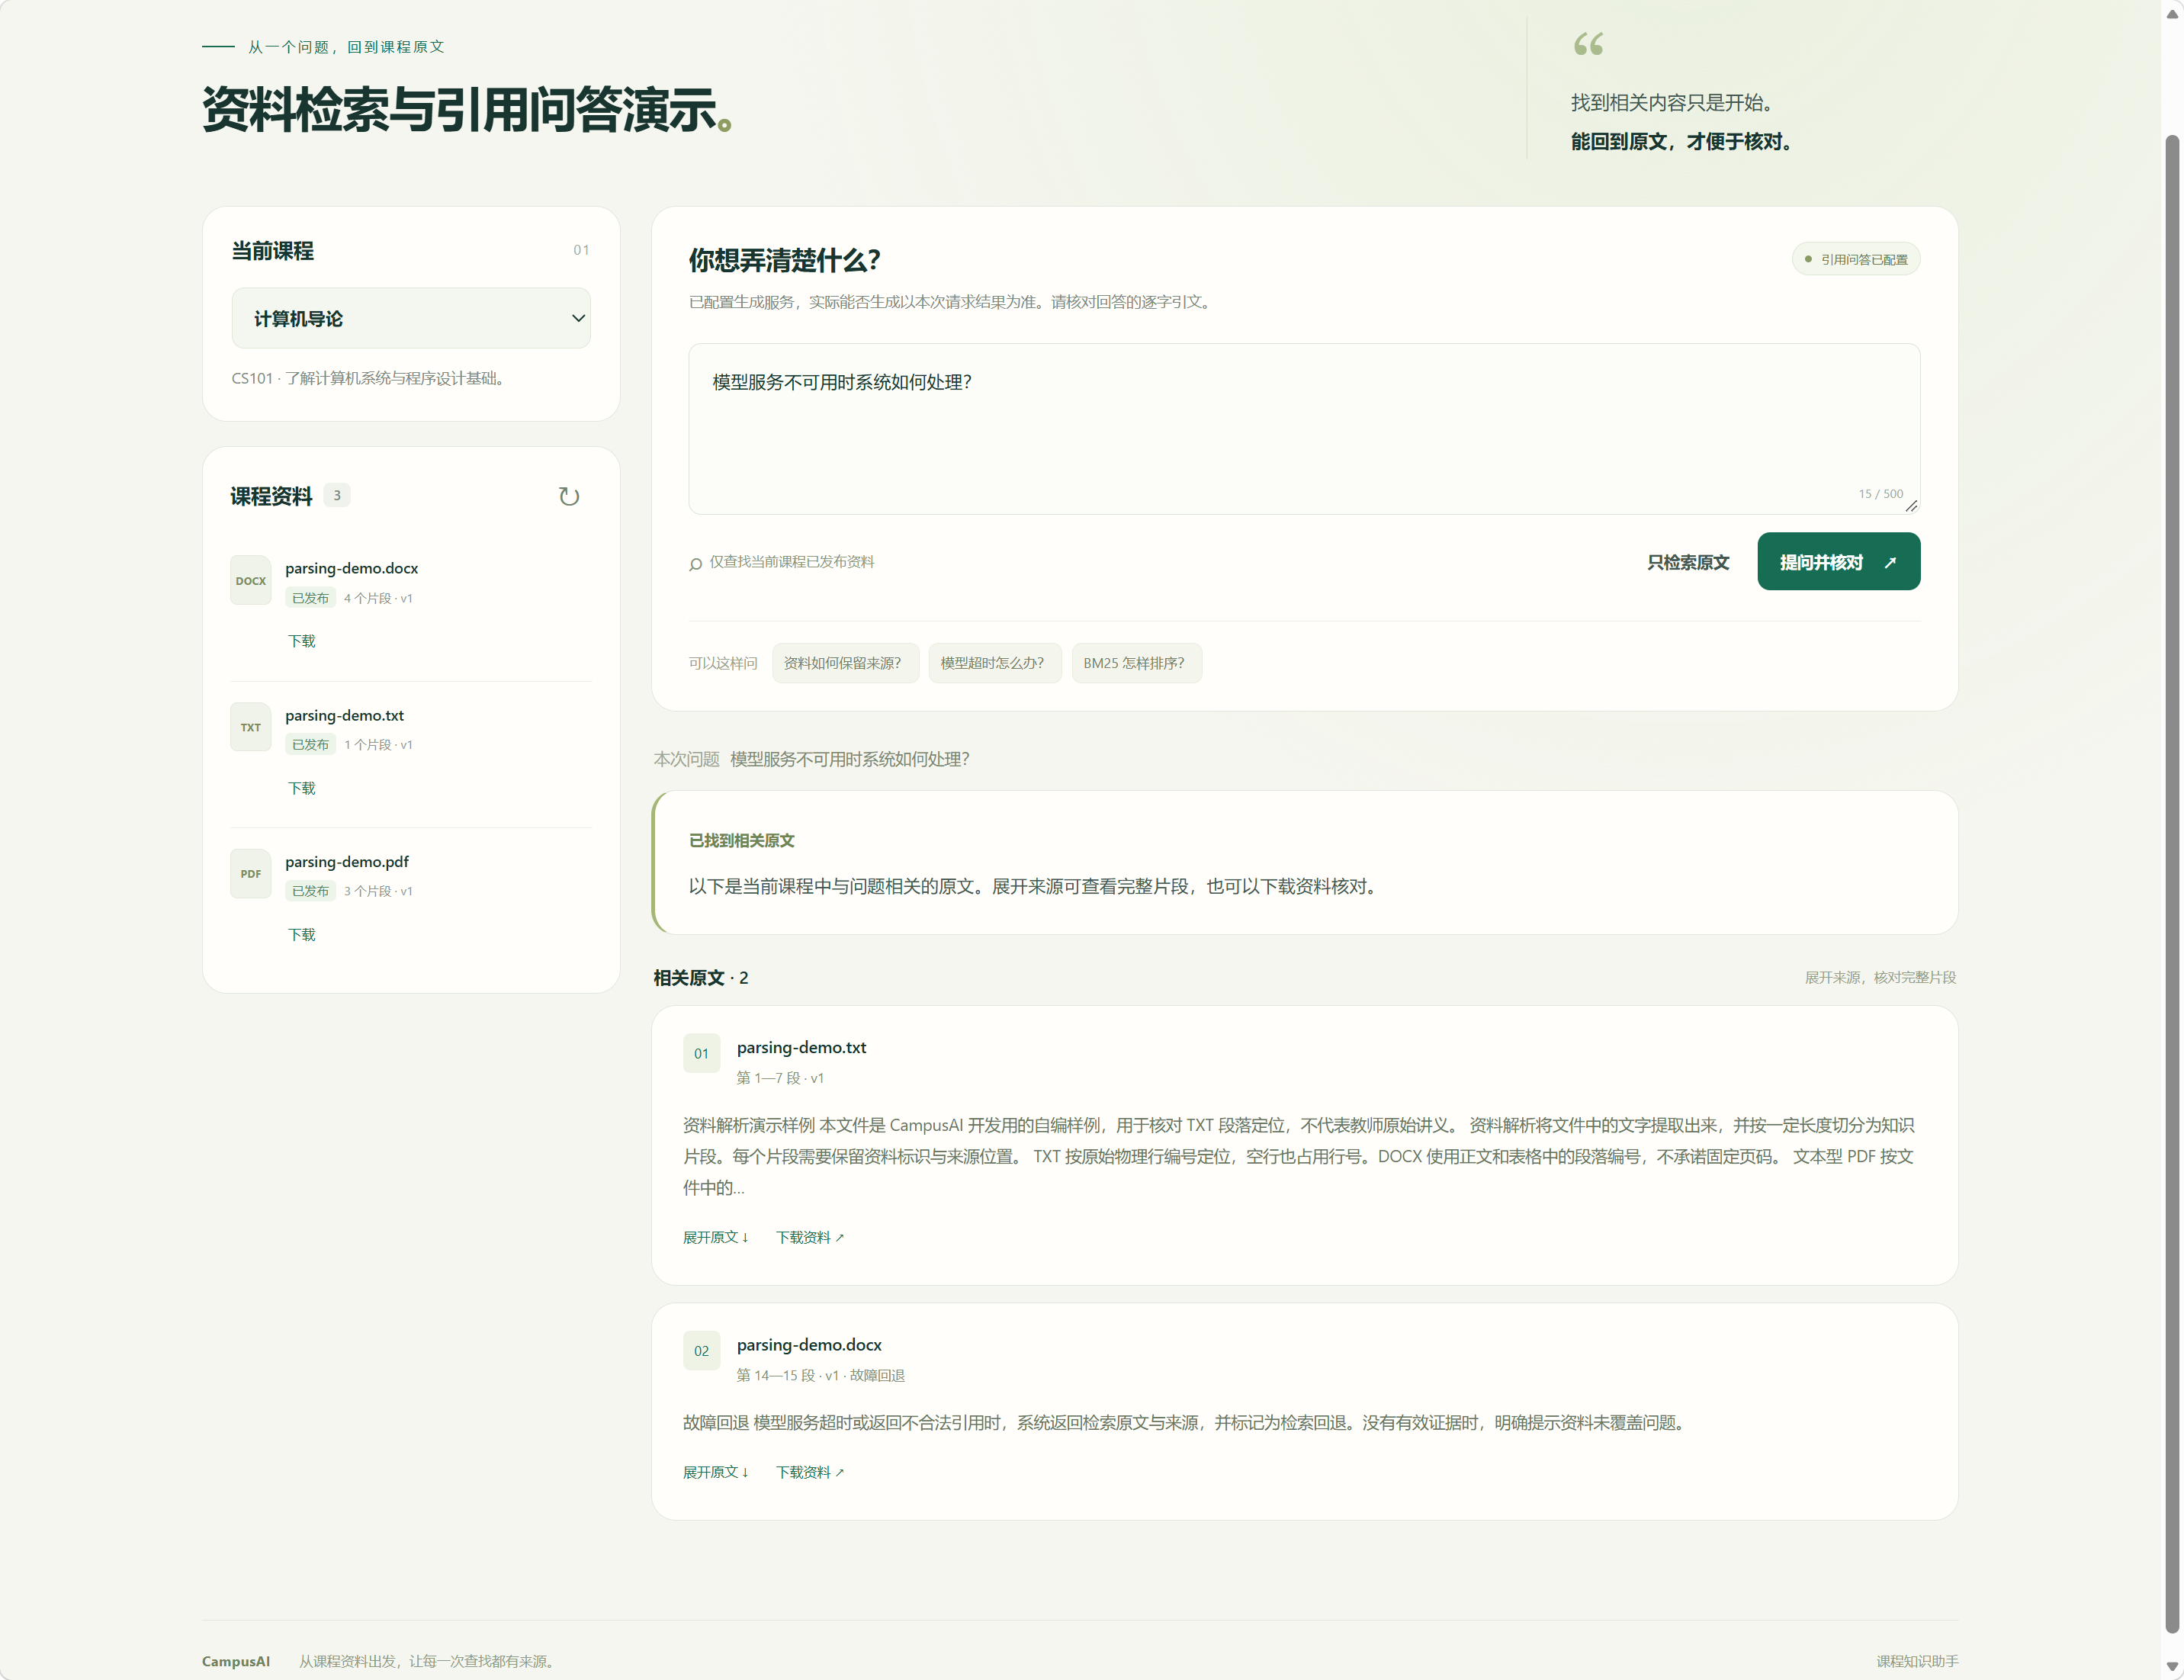 从一个问题，回到课程原文
资料检索与引用问答演示。
“
找到相关内容只是开始。
能回到原文，才便于核对。
当前课程
01
计算机导论
CS101 · 了解计算机系统与程序设计基础。
课程资料 3
DOCX
parsing-demo.docx
已发布 4 个片段 · v1
下载
TXT
parsing-demo.txt
已发布 1 个片段 · v1
下载
PDF
parsing-demo.pdf
已发布 3 个片段 · v1
下载
你想弄清楚什么？
引用问答已配置
已配置生成服务，实际能否生成以本次请求结果为准。请核对回答的逐字引文。
模型服务不可用时系统如何处理？
15 / 500
仅查找当前课程已发布资料
只检索原文
提问并核对 ↗
可以这样问 资料如何保留来源？ 模型超时怎么办？ BM25 怎样排序？
本次问题 模型服务不可用时系统如何处理？
已找到相关原文
以下是当前课程中与问题相关的原文。展开来源可查看完整片段，也可以下载资料核对。
相关原文 · 2
展开来源，核对完整片段
01
parsing-demo.txt
第 1—7 段 · v1
资料解析演示样例 本文件是 CampusAI 开发用的自编样例，用于核对 TXT 段落定位，不代表教师原始讲义。 资料解析将文件中的文字提取出来，并按一定长度切分为知识
片段。每个片段需要保留资料标识与来源位置。 TXT 按原始物理行编号定位，空行也占用行号。DOCX 使用正文和表格中的段落编号，不承诺固定页码。 文本型 PDF 按文
件中的...
展开原文 ↓ 下载资料 ↗
02
parsing-demo.docx
第 14—15 段 · v1 · 故障回退
故障回退 模型服务超时或返回不合法引用时，系统返回检索原文与来源，并标记为检索回退。没有有效证据时，明确提示资料未覆盖问题。
展开原文 ↓ 下载资料 ↗
CampusAI 从课程资料出发，让每一次查找都有来源。
课程知识助手